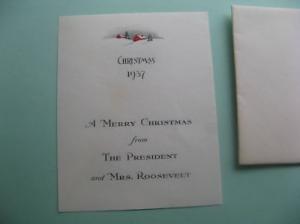 CHRISTMAS
1937
A MERRY CHRISTMAS
from
THE PRESIDENT
and MRS. ROOSEVELT